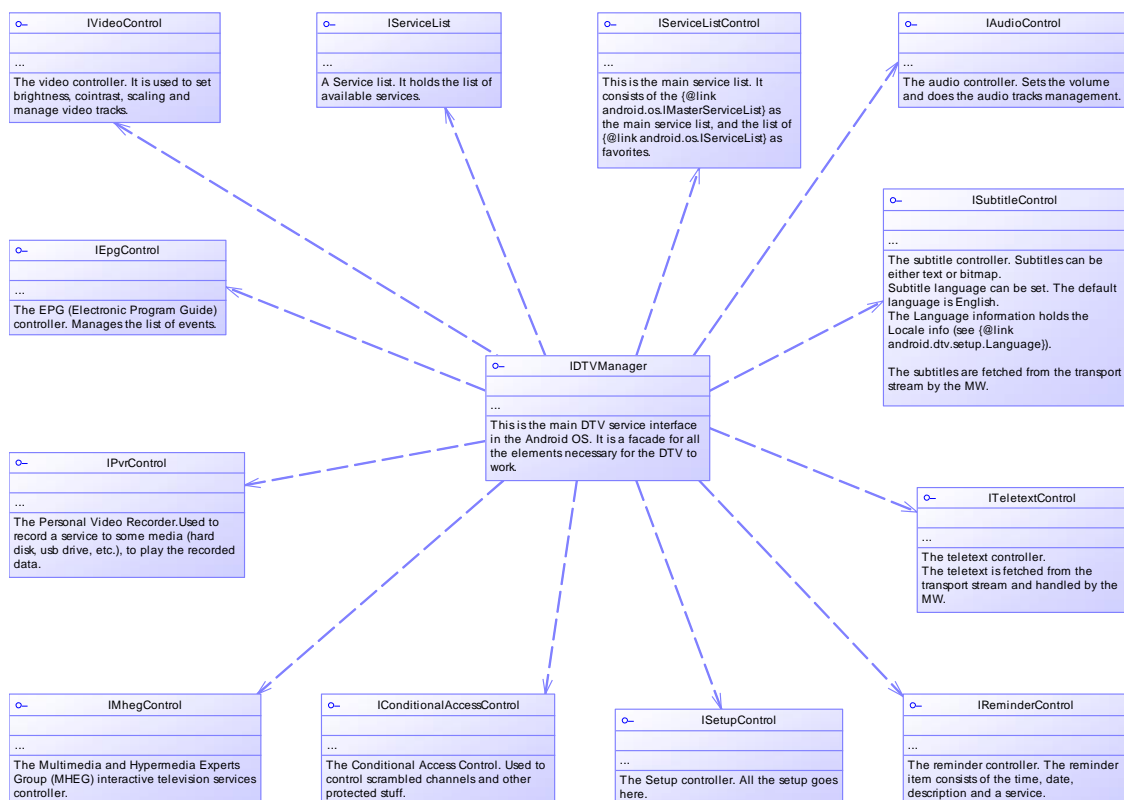 IVideoControl
...
The video controller. It is used to set
brightness, cointrast, scaling and
manage video tracks.
IServiceList
...
A Service list. It holds the list of
available services.
IServiceListControl
...
This is the main service list. It
consists of the {@link
android.os.IMasterServiceList} as
the main service list, and the list of
{@link android.os.IServiceList} as
favorites.
IAudioControl
...
The audio controller. Sets the volume
and does the audio tracks management.
ISubtitleControl
...
The subtitle controller. Subtitles can be
either text or bitmap.
Subtitle language can be set. The default
language is English.
The Language information holds the
Locale info (see {@link
android.dtv.setup.Language}).
The subtitles are fetched from the transport
stream by the MW.
IEpgControl
...
The EPG (Electronic Program Guide)
controller. Manages the list of events.
IDTVManager
...
This is the main DTV service interface
in the Android OS. It is a facade for all
the elements necessary for the DTV to
work.
IPvrControl
...
The Personal Video Recorder.Used to
record a service to some media (hard
disk, usb drive, etc.), to play the recorded
data.
ITeletextControl
...
The teletext controller.
The teletext is fetched from the
transport stream and handled by the
MW.
IMhegControl
...
The Multimedia and Hypermedia Experts
Group (MHEG) interactive television services
controller.
IConditionalAccessControl
...
The Conditional Access Control. Used to
control scrambled channels and other
protected stuff.
ISetupControl
...
The Setup controller. All the setup goes
here.
IReminderControl
...
The reminder controller. The reminder
item consists of the time, date,
description and a service.